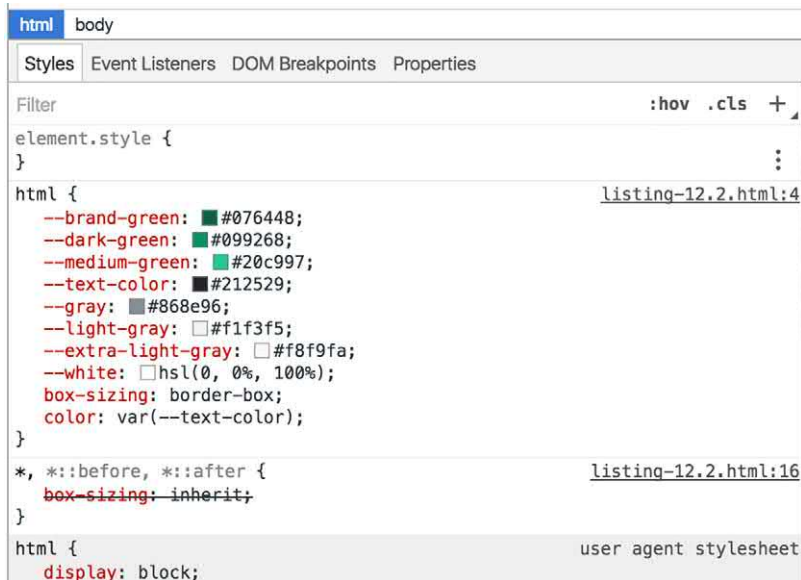 html body
Styles Event Listeners DOM Breakpoints Properties
Filter :hov .cls +
element.style {
}
html { listing-12.2.html:4
--brand-green: #076448;
--dark-green: #099268;
--medium-green: #20c997;
--text-color: #212529;
--gray: #868e96;
--light-gray: #f1f3f5;
--extra-light-gray: #f8f9fa;
--white: hsl(0, 0%, 100%);
box-sizing: border-box;
color: var(--text-color);
}
*, *::before, *::after { listing-12.2.html:16
box-sizing: inherit;
}
html { user agent stylesheet
display: block;